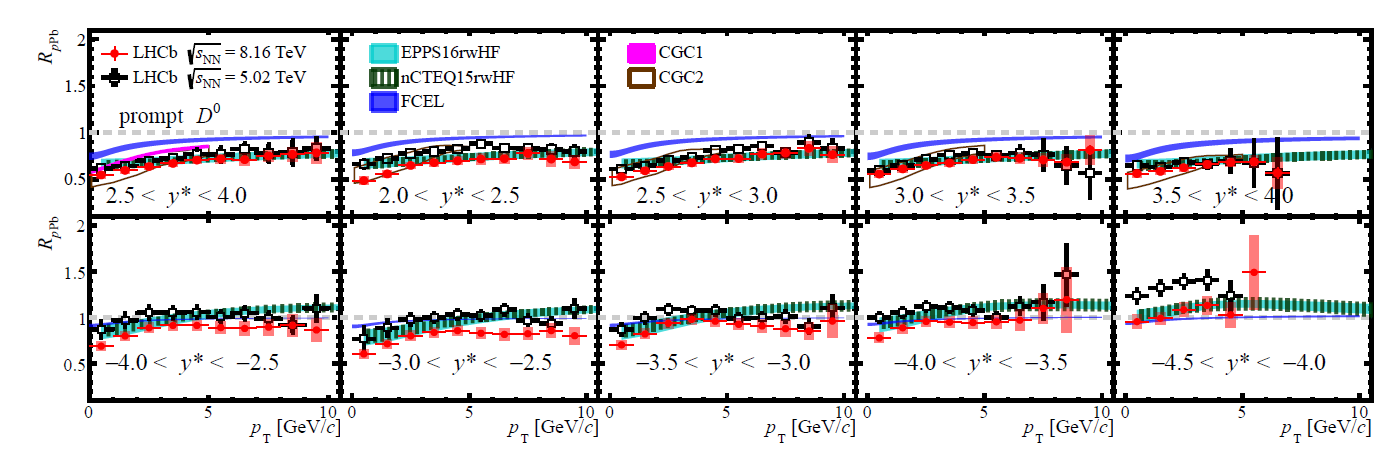 R_pPb
2
1.5
1
0.5
LHCb √s_NN = 8.16 TeV
LHCb √s_NN = 5.02 TeV
prompt D^0
EPPS16rwHF
nCTEQ15rwHF
FCEL
CGC1
CGC2
2.5 < y* < 4.0
2.0 < y* < 2.5
2.5 < y* < 3.0
3.0 < y* < 3.5
3.5 < y* < 4.0
R_pPb
2
1.5
1
0.5
−4.0 < y* < −2.5
−3.0 < y* < −2.5
−3.5 < y* < −3.0
−4.0 < y* < −3.5
−4.5 < y* < −4.0
0 5 10 0 5 10 0 5 10 0 5 10 0 5 10
p_T [GeV/c] p_T [GeV/c] p_T [GeV/c] p_T [GeV/c] p_T [GeV/c]